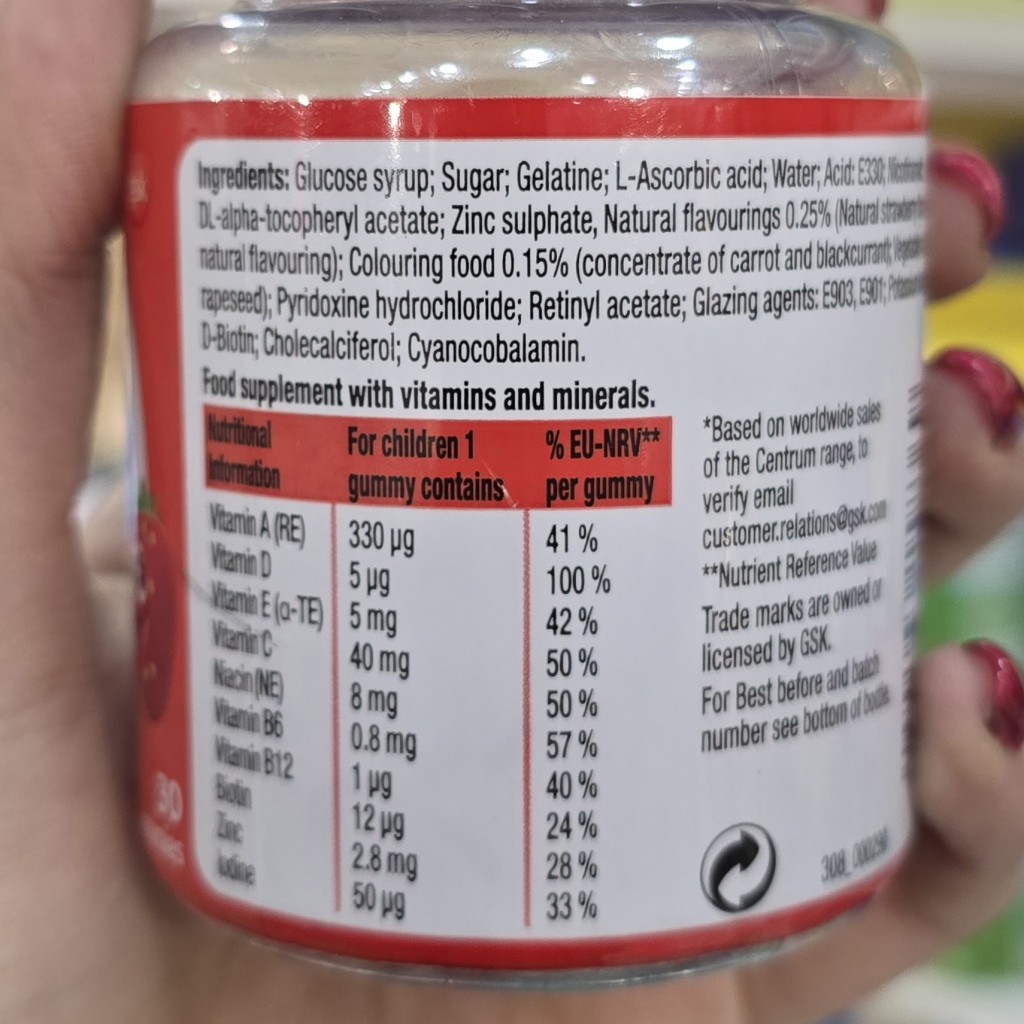 Ingredients: Glucose syrup; Sugar; Gelatine; L-Ascorbic acid; Water; Acid: E330;
DL-alpha-tocopheryl acetate; Zinc sulphate, Natural flavourings 0.25% (Natural strawberry
natural flavouring); Colouring food 0.15% (concentrate of carrot and blackcurrant;
rapeseed); Pyridoxine hydrochloride; Retinyl acetate; Glazing agents: E903, E901;
D-Biotin; Cholecalciferol; Cyanocobalamin.
Food supplement with vitamins and minerals.
Nutritional Information For children 1 gummy contains % EU-NRV** per gummy
Vitamin A (RE) 330 µg 41 %
Vitamin D 5 µg 100 %
Vitamin E (α-TE) 5 mg 42 %
Vitamin C 40 mg 50 %
Niacin (NE) 8 mg 50 %
Vitamin B6 0.8 mg 57 %
Vitamin B12 1 µg 40 %
Biotin 12 µg 24 %
Zinc 2.8 mg 28 %
Iodine 50 µg 33 %
*Based on worldwide sales
of the Centrum range, to
verify email
customer.relations@gsk.com
**Nutrient Reference Value
Trade marks are owned or
licensed by GSK.
For Best before and batch
number see bottom of bottle.
30